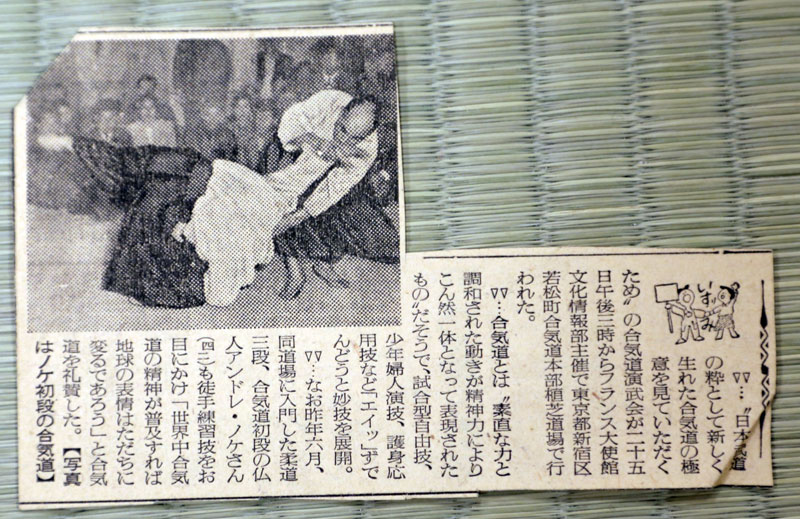 いずみ
▽▽…〝日本武道
の粋として新しく
生れた合気道の極
意を見ていただく
ため〟の合気道演武会が二十五
日午後二時からフランス大使館
文化情報部主催で東京都新宿区
若松町合気道本部植芝道場で行
われた。
▽▽…合気道とは〝素直な力と
調和された動きが精神力により
こん然一体となって表現された
もの〟だそうで、試合型自由技、
少年婦人演技、護身応
用技など「エイッ」ずで
んどうと妙技を展開。
▽▽…なお昨年六月、
同道場に入門した柔道
三段、合気道初段の仏
人アンドレ・ノケさん
(四二)も徒手練習技をお
目にかけ「世界中合気
道の精神が普及すれば
地球の表情はただちに
変るであろう」と合気
道を礼賛した。【写真
はノケ初段の合気道】